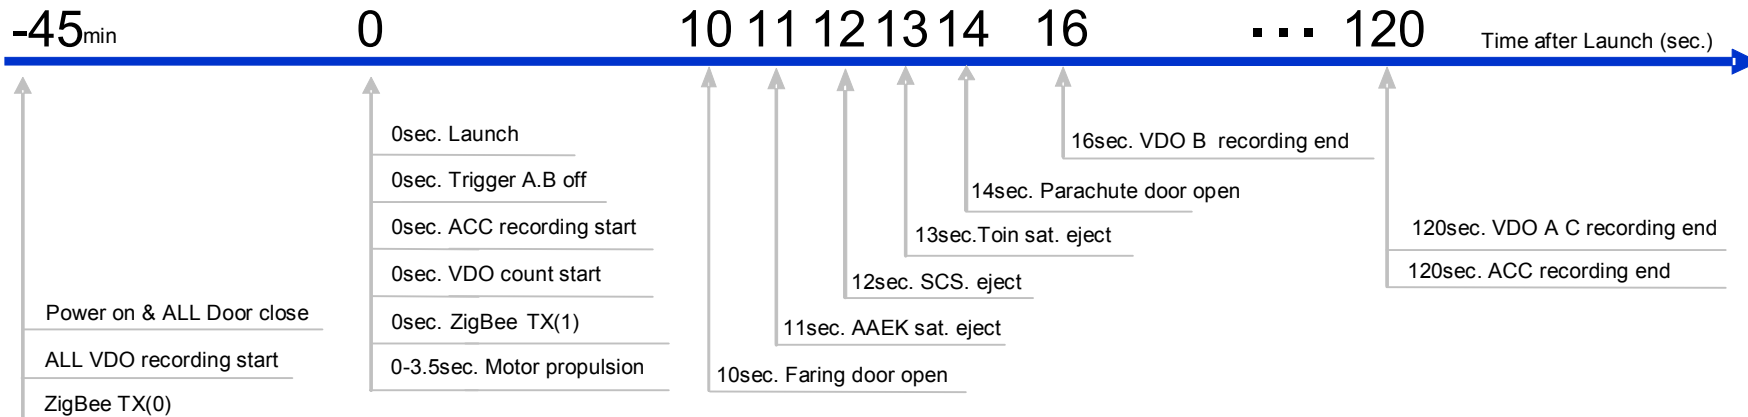 -45min 0 10 11 12 13 14 16 ... 120 Time after Launch (sec.)
Power on & ALL Door close
ALL VDO recording start
ZigBee TX(0)
0sec. Launch
0sec. Trigger A.B off
0sec. ACC recording start
0sec. VDO count start
0sec. ZigBee TX(1)
0-3.5sec. Motor propulsion
10sec. Faring door open
11sec. AAEK sat. eject
12sec. SCS. eject
13sec.Toin sat. eject
14sec. Parachute door open
16sec. VDO B recording end
120sec. VDO A C recording end
120sec. ACC recording end